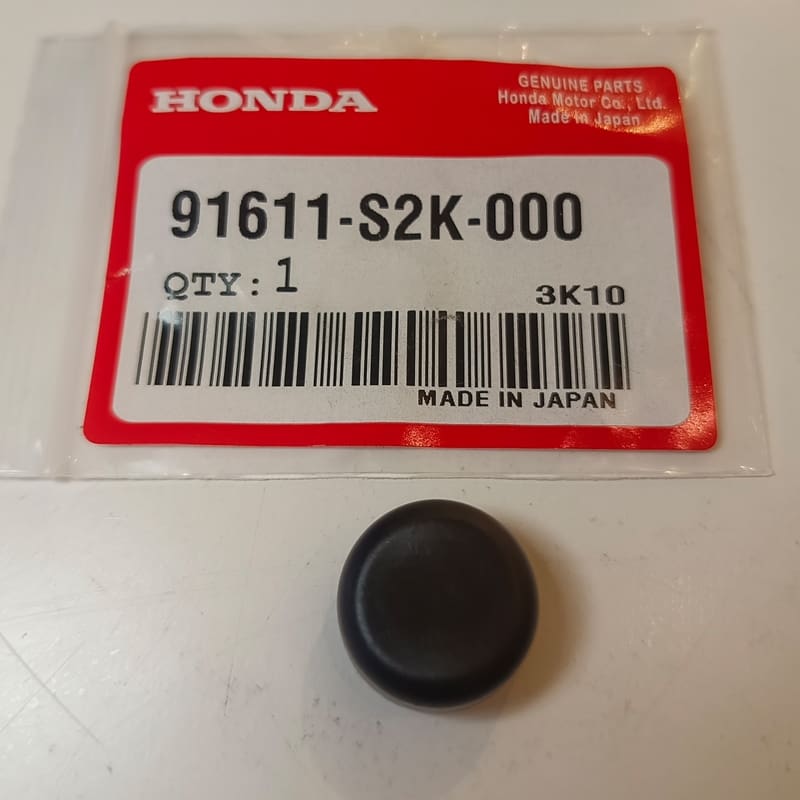 HONDA
GENUINE PARTS
Honda Motor Co., Ltd.
Made in Japan
91611-S2K-000
QTY: 1
3K10
MADE IN JAPAN